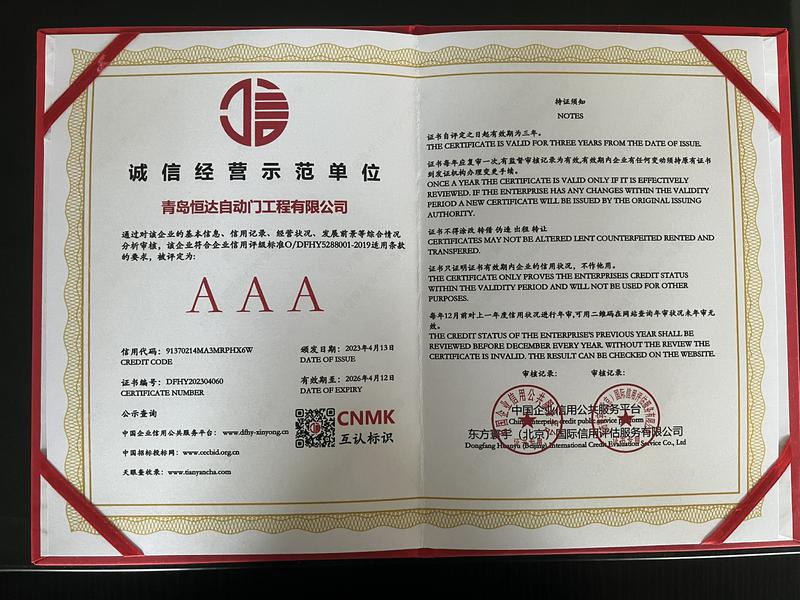 诚信经营示范单位
青岛恒达自动门工程有限公司
通过对该企业的基本信息、信用记录、经营状况、发展前景等综合情况
分析审核，该企业符合企业信用评级标准O/DFHY5288001-2019适用条款
的要求，被评定为:
AAA
信用代码：91370214MA3MRPHX6W
CREDIT CODE
颁发日期：2023年4月13日
DATE OF ISSUE
证书编号：DFHY202304060
CERTIFICATE NUMBER
有效期至：2026年4月12日
DATE OF EXPIRY
公示查询
中国企业信用公共服务平台：www.dfhy-xinyong.cn
中国招标投标网：www.cecbid.org.cn
天眼查收录：www.tianyancha.com
CNMK
互认标识
持证须知
NOTES
证书自评定之日起有效期为三年。
THE CERTIFICATE IS VALID FOR THREE YEARS FROM THE DATE OF ISSUE.
证书每年应复审一次,有监督审核记录为有效,有效期内企业有任何变动须持原有证书
到发证机构办理变更手续。
ONCE A YEAR THE CERTIFICATE IS VALID ONLY IF IT IS EFFECTIVELY
REVIEWED. IF THE ENTERPRISE HAS ANY CHANGES WITHIN THE VALIDITY
PERIOD A NEW CERTIFICATE WILL BE ISSUED BY THE ORIGINAL ISSUING
AUTHORITY.
证书不得涂改 转借 伪造 出租 转让
CERTIFICATES MAY NOT BE ALTERED LENT COUNTERFEITED RENTED AND
TRANSFERED.
证书只证明证书有效期内企业的信用状况，不作他用。
THE CERTIFICATE ONLY PROVES THE ENTERPRISEIS CREDIT STATUS
WITHIN THE VALIDITY PERIOD AND WILL NOT BE USED FOR OTHER
PURPOSES.
每年12月前对上一年度信用状况进行年审,可用二维码在网站查询年审状况未年审无
效。
THE CREDIT STATUS OF THE ENTERPRISE'S PREVIOUS YEAR SHALL BE
REVIEWED BEFORE DECEMBER EVERY YEAR. WITHOUT THE REVIEW THE
CERTIFICATE IS INVALID. THE RESULT CAN BE CHECKED ON THE WEBSITE.
审核记录: 审核记录:
中国企业信用公共服务平台
China enterprise credit public service platform
东方寰宇（北京）国际信用评估服务有限公司
Dongfang Huanyu (Beijing) International Credit Evaluation Service Co., Ltd